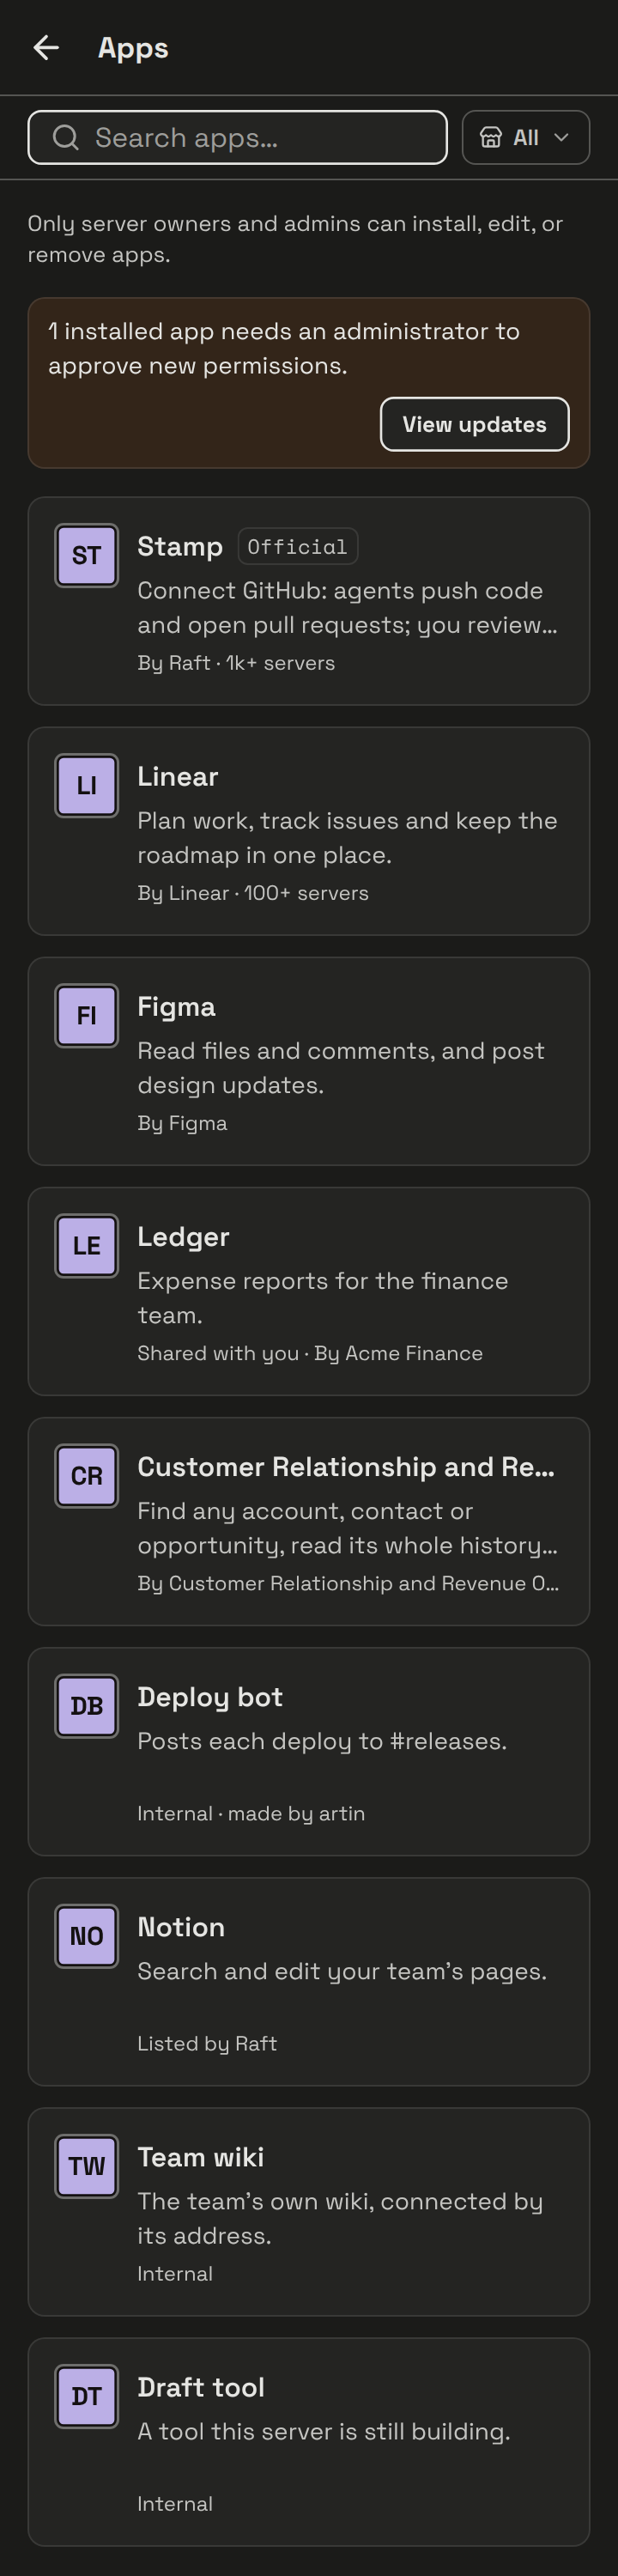 Apps
Search apps...
All
Only server owners and admins can install, edit, or
remove apps.
1 installed app needs an administrator to
approve new permissions.
View updates
ST
Stamp
Official
Connect GitHub: agents push code
and open pull requests; you review…
By Raft · 1k+ servers
LI
Linear
Plan work, track issues and keep the
roadmap in one place.
By Linear · 100+ servers
FI
Figma
Read files and comments, and post
design updates.
By Figma
LE
Ledger
Expense reports for the finance
team.
Shared with you · By Acme Finance
CR
Customer Relationship and Re…
Find any account, contact or
opportunity, read its whole history…
By Customer Relationship and Revenue O…
DB
Deploy bot
Posts each deploy to #releases.
Internal · made by artin
NO
Notion
Search and edit your team’s pages.
Listed by Raft
TW
Team wiki
The team’s own wiki, connected by
its address.
Internal
DT
Draft tool
A tool this server is still building.
Internal